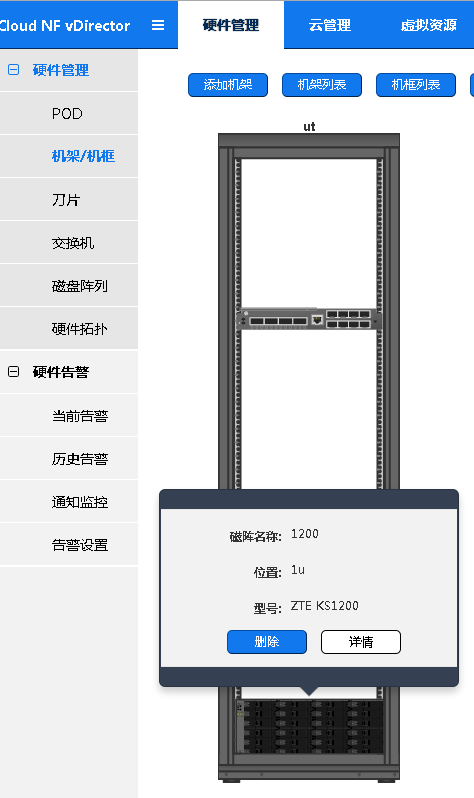 Cloud NF vDirector
硬件管理
云管理
虚拟资源
硬件管理
POD
机架/机框
刀片
交换机
磁盘阵列
硬件拓扑
硬件告警
当前告警
历史告警
通知监控
告警设置
添加机架
机架列表
机框列表
ut
磁阵名称: 1200
位置: 1u
型号: ZTE KS1200
删除
详情